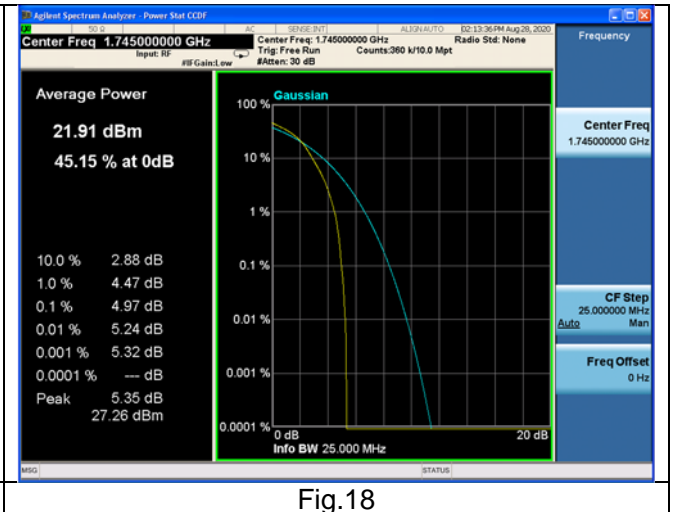 Agilent Spectrum Analyzer - Power Stat CCDF
50 Ω AC SENSE:INT ALIGNAUTO 02:13:36 PM Aug 28, 2020
Center Freq 1.745000000 GHz
Input: RF
#IFGain:Low
Center Freq: 1.745000000 GHz Radio Std: None
Trig: Free Run Counts:360 k/10.0 Mpt
#Atten: 30 dB
Frequency
Average Power
21.91 dBm
45.15 % at 0dB
10.0 % 2.88 dB
1.0 % 4.47 dB
0.1 % 4.97 dB
0.01 % 5.24 dB
0.001 % 5.32 dB
0.0001 % --- dB
Peak 5.35 dB
27.26 dBm
Gaussian
100 %
10 %
1 %
0.1 %
0.01 %
0.001 %
0.0001 %
0 dB 20 dB
Info BW 25.000 MHz
Center Freq
1.745000000 GHz
CF Step
25.000000 MHz
Auto Man
Freq Offset
0 Hz
MSG STATUS
Fig.18